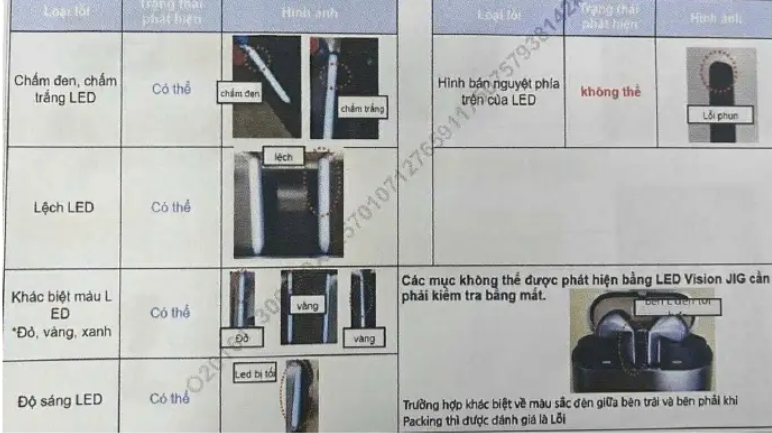 Loại lỗi
Trạng thái
phát hiện
Hình ảnh
Chấm đen, chấm
trắng LED
Có thể
chấm đen
chấm trắng
Lệch LED
Có thể
lệch
Khác biệt màu L
ED
*Đỏ, vàng, xanh
Có thể
Đỏ
vàng
vàng
Độ sáng LED
Có thể
Led bị tối
Loại lỗi
Trạng thái
phát hiện
Hình ảnh
Hình bán nguyệt phía
trên của LED
không thể
Lỗi phun
Các mục không thể được phát hiện bằng LED Vision JIG cần
phải kiểm tra bằng mắt.
Trường hợp khác biệt về màu sắc đèn giữa bên trái và bên phải khi
Packing thì được đánh giá là Lỗi